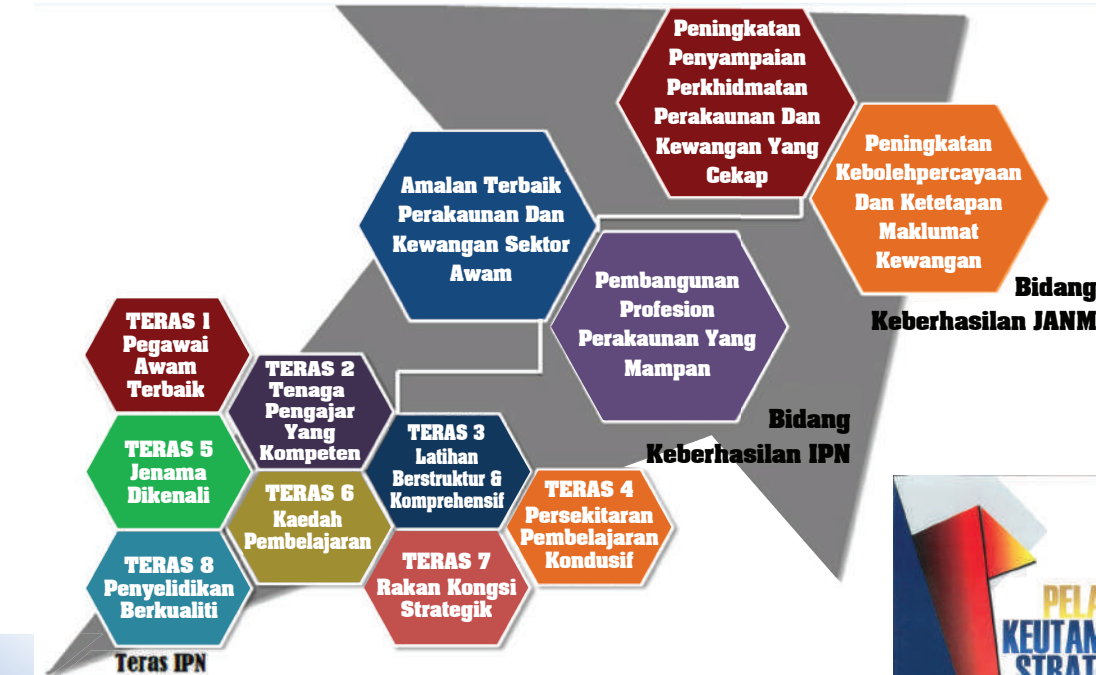 Peningkatan
Penyampaian
Perkhidmatan
Perakaunan Dan
Kewangan Yang
Cekap
Peningkatan
Kebolehpercayaan
Dan Ketetapan
Maklumat
Kewangan
Amalan Terbaik
Perakaunan Dan
Kewangan Sektor
Awam
Pembangunan
Profesion
Perakaunan Yang
Mampan
Bidang
Keberhasilan JANM
Bidang
Keberhasilan IPN
TERAS 1
Pegawai
Awam
Terbaik
TERAS 2
Tenaga
Pengajar
Yang
Kompeten
TERAS 3
Latihan
Berstruktur &
Komprehensif
TERAS 4
Persekitaran
Pembelajaran
Kondusif
TERAS 5
Jenama
Dikenali
TERAS 6
Kaedah
Pembelajaran
TERAS 7
Rakan Kongsi
Strategik
TERAS 8
Penyelidikan
Berkualiti
Teras IPN